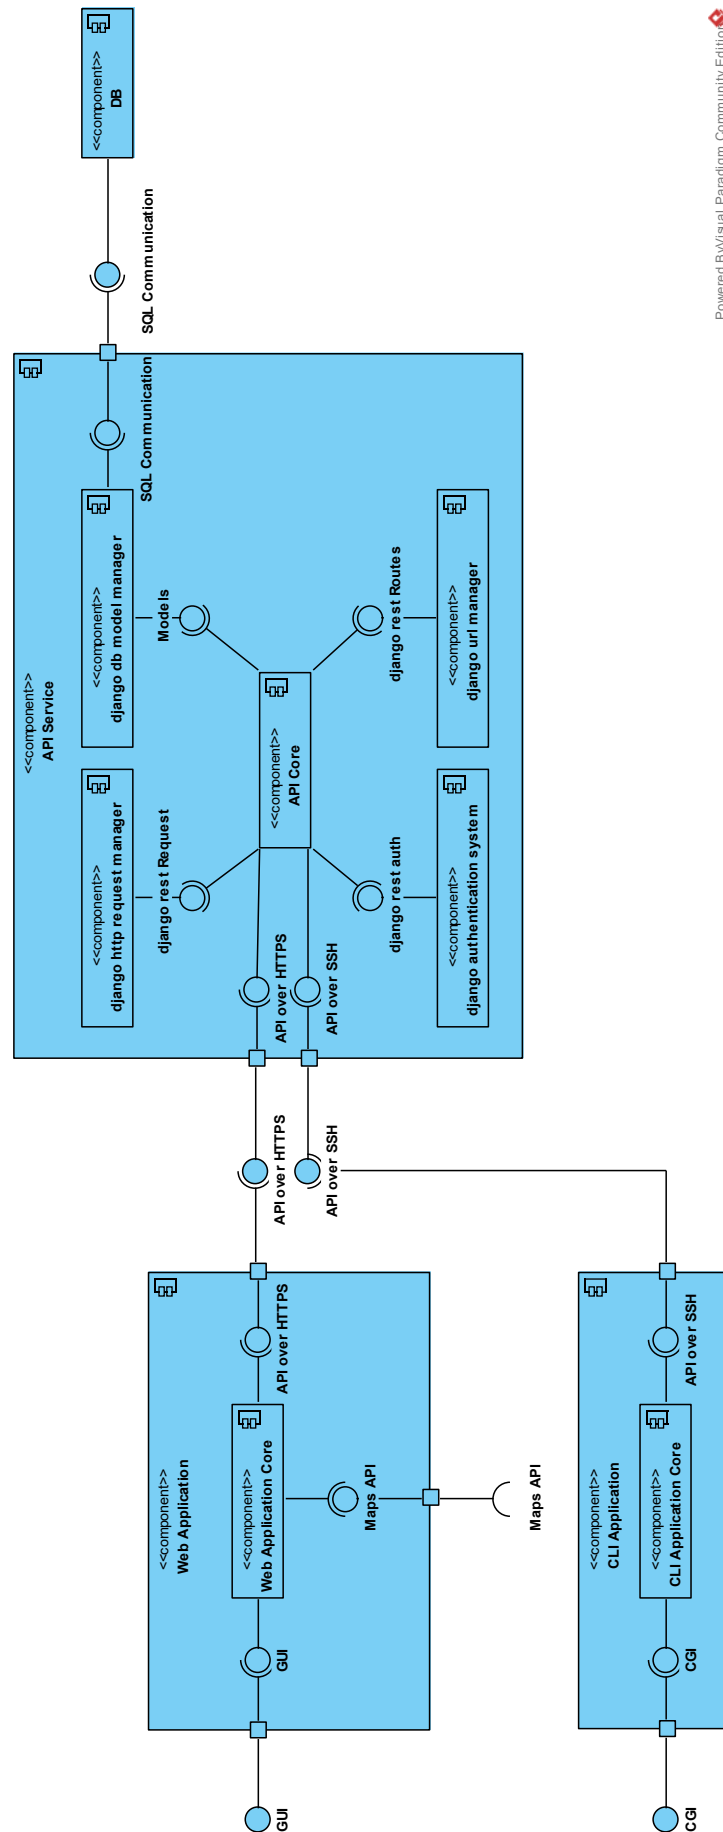 <<component>>
DB
SQL Communication
<<component>>
API Service
SQL Communication
<<component>>
django db model manager
Models
<<component>>
django http request manager
django rest Request
<<component>>
API Core
django rest Routes
<<component>>
django url manager
django rest auth
<<component>>
django authentication system
API over HTTPS
API over SSH
API over HTTPS
API over SSH
<<component>>
Web Application
API over HTTPS
<<component>>
Web Application Core
GUI
Maps API
Maps API
GUI
<<component>>
CLI Application
API over SSH
<<component>>
CLI Application Core
CGI
CGI
Powered By Visual Paradigm Community Edition